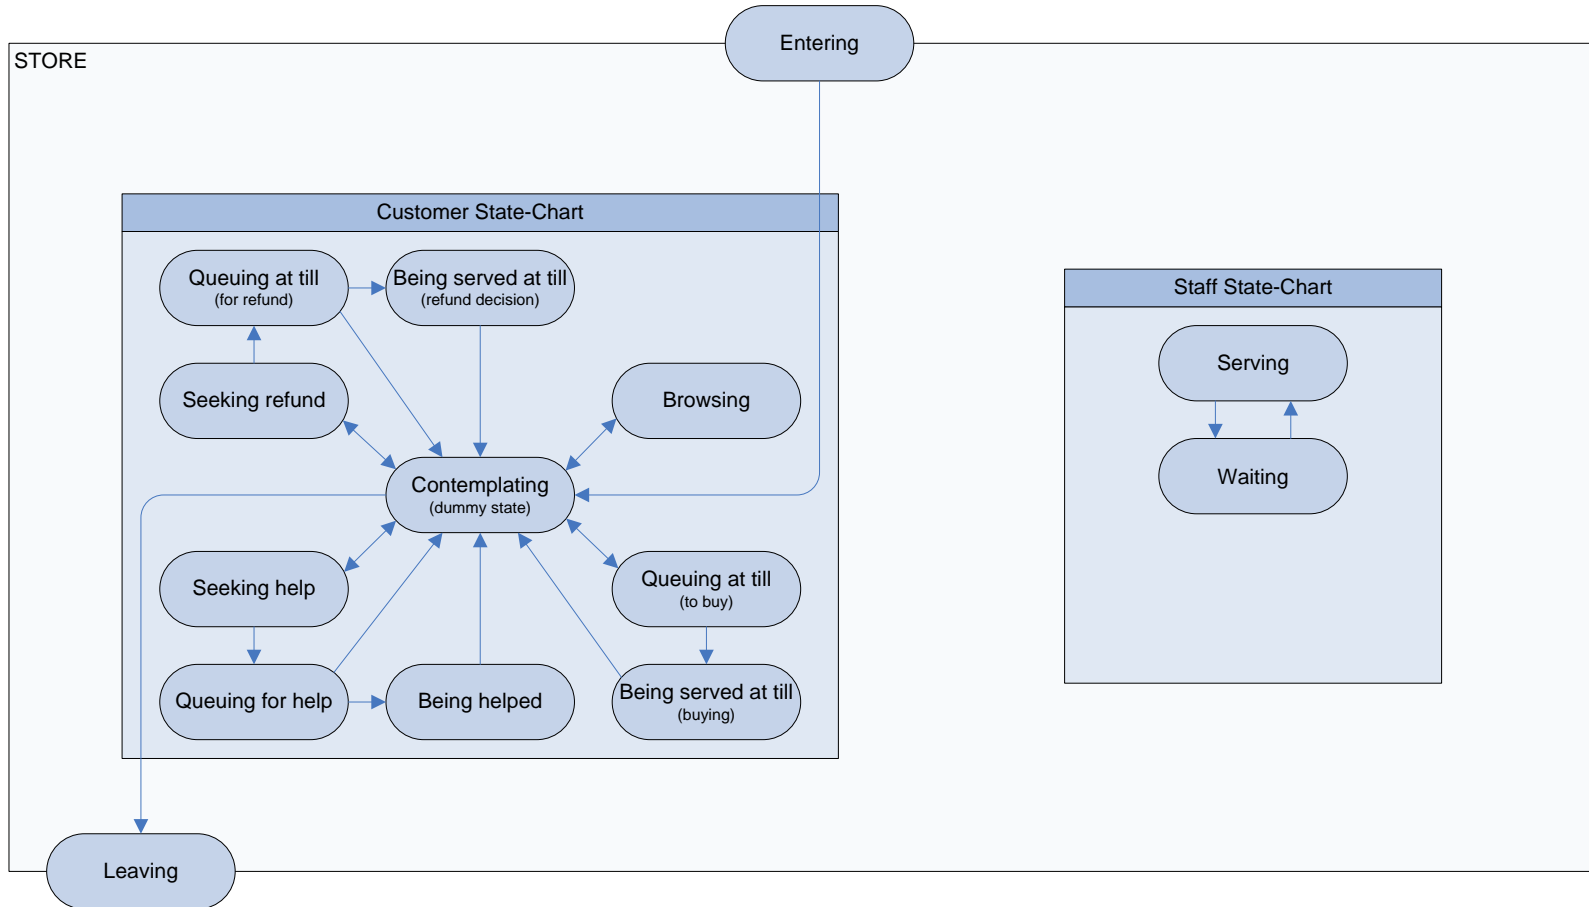 Entering
STORE
Customer State-Chart
Queuing at till
(for refund)
Being served at till
(refund decision)
Seeking refund
Browsing
Contemplating
(dummy state)
Seeking help
Queuing at till
(to buy)
Queuing for help
Being helped
Being served at till
(buying)
Staff State-Chart
Serving
Waiting
Leaving